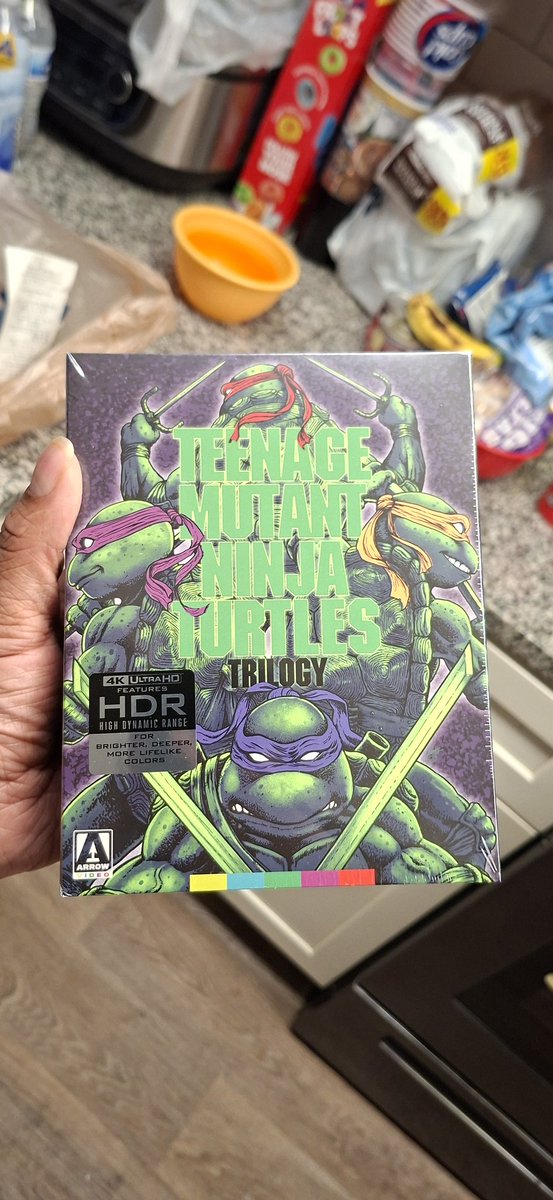 TEENAGE
MUTANT
NINJA
TURTLES
TRILOGY
4K ULTRA HD
FEATURES
HDR
HIGH DYNAMIC RANGE
FOR
BRIGHTER, DEEPER,
MORE LIFELIKE
COLORS
A
ARROW
VIDEO